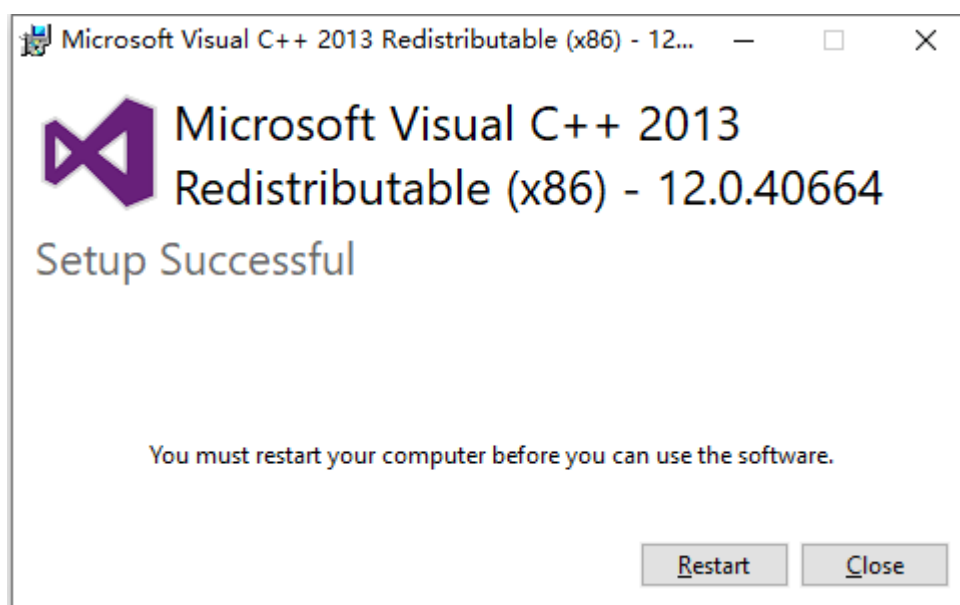 Microsoft Visual C++ 2013 Redistributable (x86) - 12...
Microsoft Visual C++ 2013
Redistributable (x86) - 12.0.40664
Setup Successful
You must restart your computer before you can use the software.
Restart Close